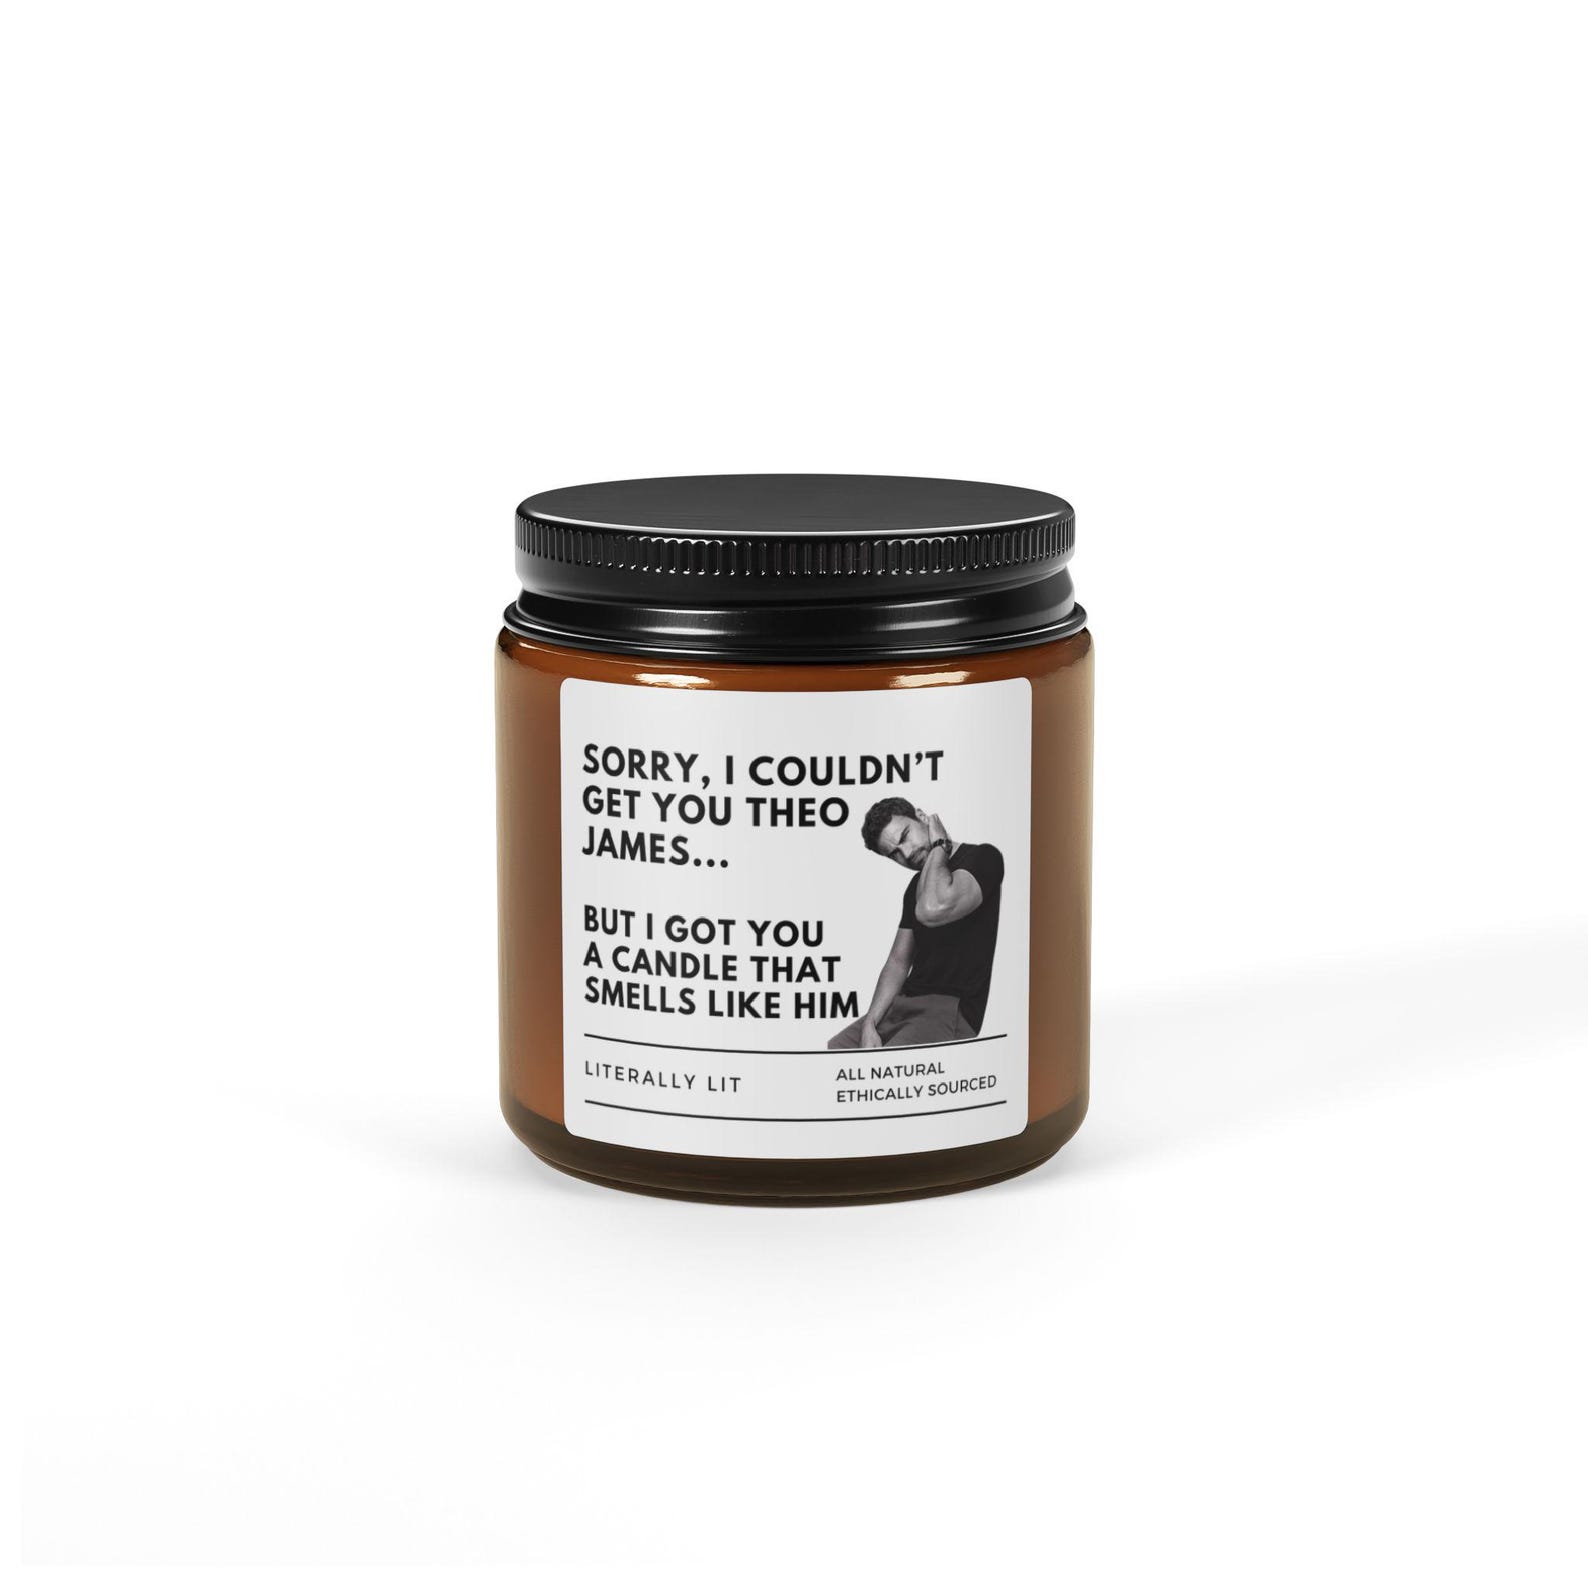 SORRY, I COULDN’T
GET YOU THEO
JAMES...
BUT I GOT YOU
A CANDLE THAT
SMELLS LIKE HIM
LITERALLY LIT
ALL NATURAL
ETHICALLY SOURCED